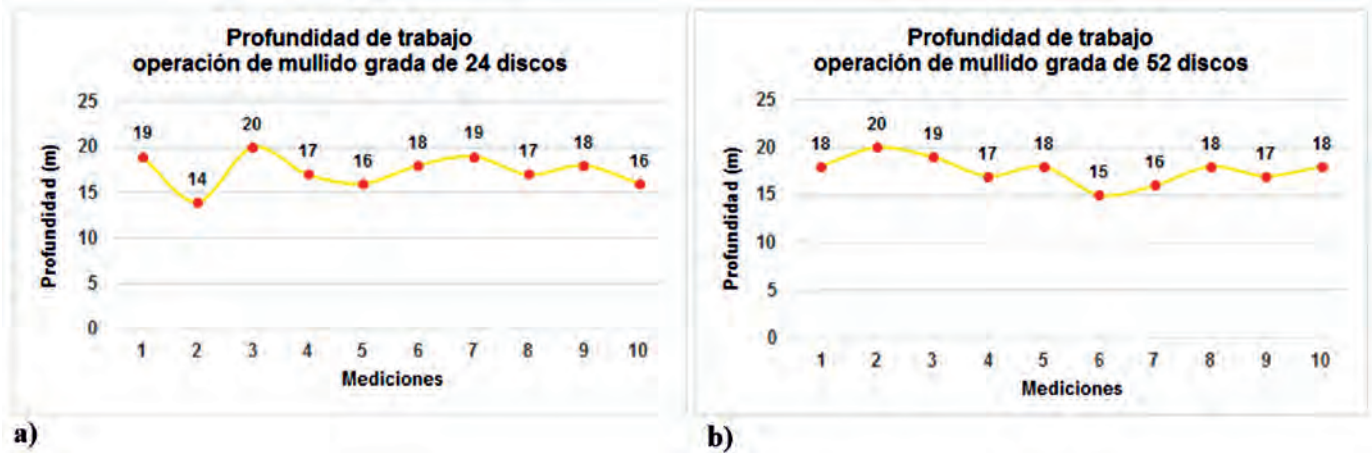 Profundidad de trabajo
operación de mullido grada de 24 discos
Profundidad (m)
25
20
15
10
5
0
19
14
20
17
16
18
19
17
18
16
1 2 3 4 5 6 7 8 9 10
Mediciones
a)
Profundidad de trabajo
operación de mullido grada de 52 discos
Profundidad (m)
25
20
15
10
5
0
18
20
19
17
18
15
16
18
17
18
1 2 3 4 5 6 7 8 9 10
Mediciones
b)